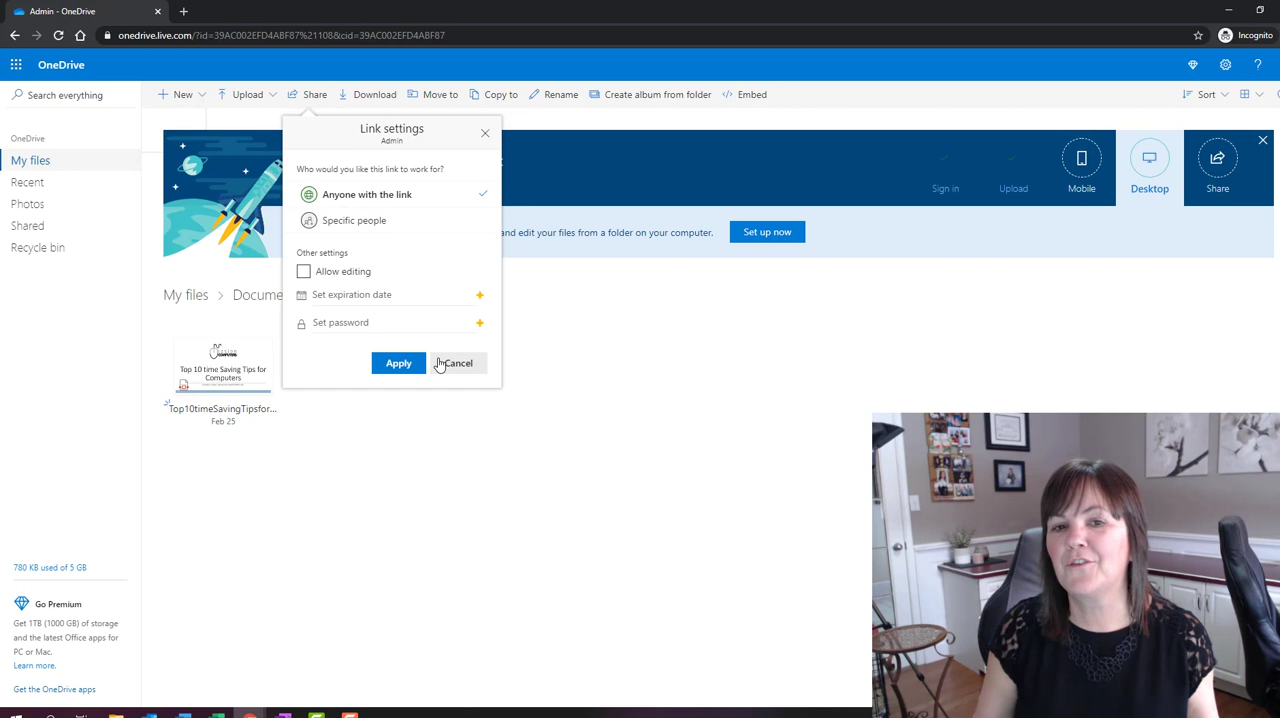 Admin - OneDrive
onedrive.live.com/?id=39AC002EFD4ABF87%21108&cid=39AC002EFD4ABF87
Incognito
OneDrive
?
Search everything
New
Upload
Share
Download
Move to
Copy to
Rename
Create album from folder
Embed
Sort
OneDrive
My files
Recent
Photos
Shared
Recycle bin
Link settings
Admin
Who would you like this link to work for?
Anyone with the link
Specific people
Other settings
Allow editing
Set expiration date
Set password
Apply
Cancel
Sign in
Upload
Mobile
Desktop
Share
and edit your files from a folder on your computer.
Set up now
My files > Docume
Top 10 time Saving Tips for
Computers
Top10timeSavingTipsfor...
Feb 25
780 KB used of 5 GB
Go Premium
Get 1TB (1000 GB) of
storage
and the latest Office apps for
PC or Mac.
Learn more.
Get the OneDrive apps